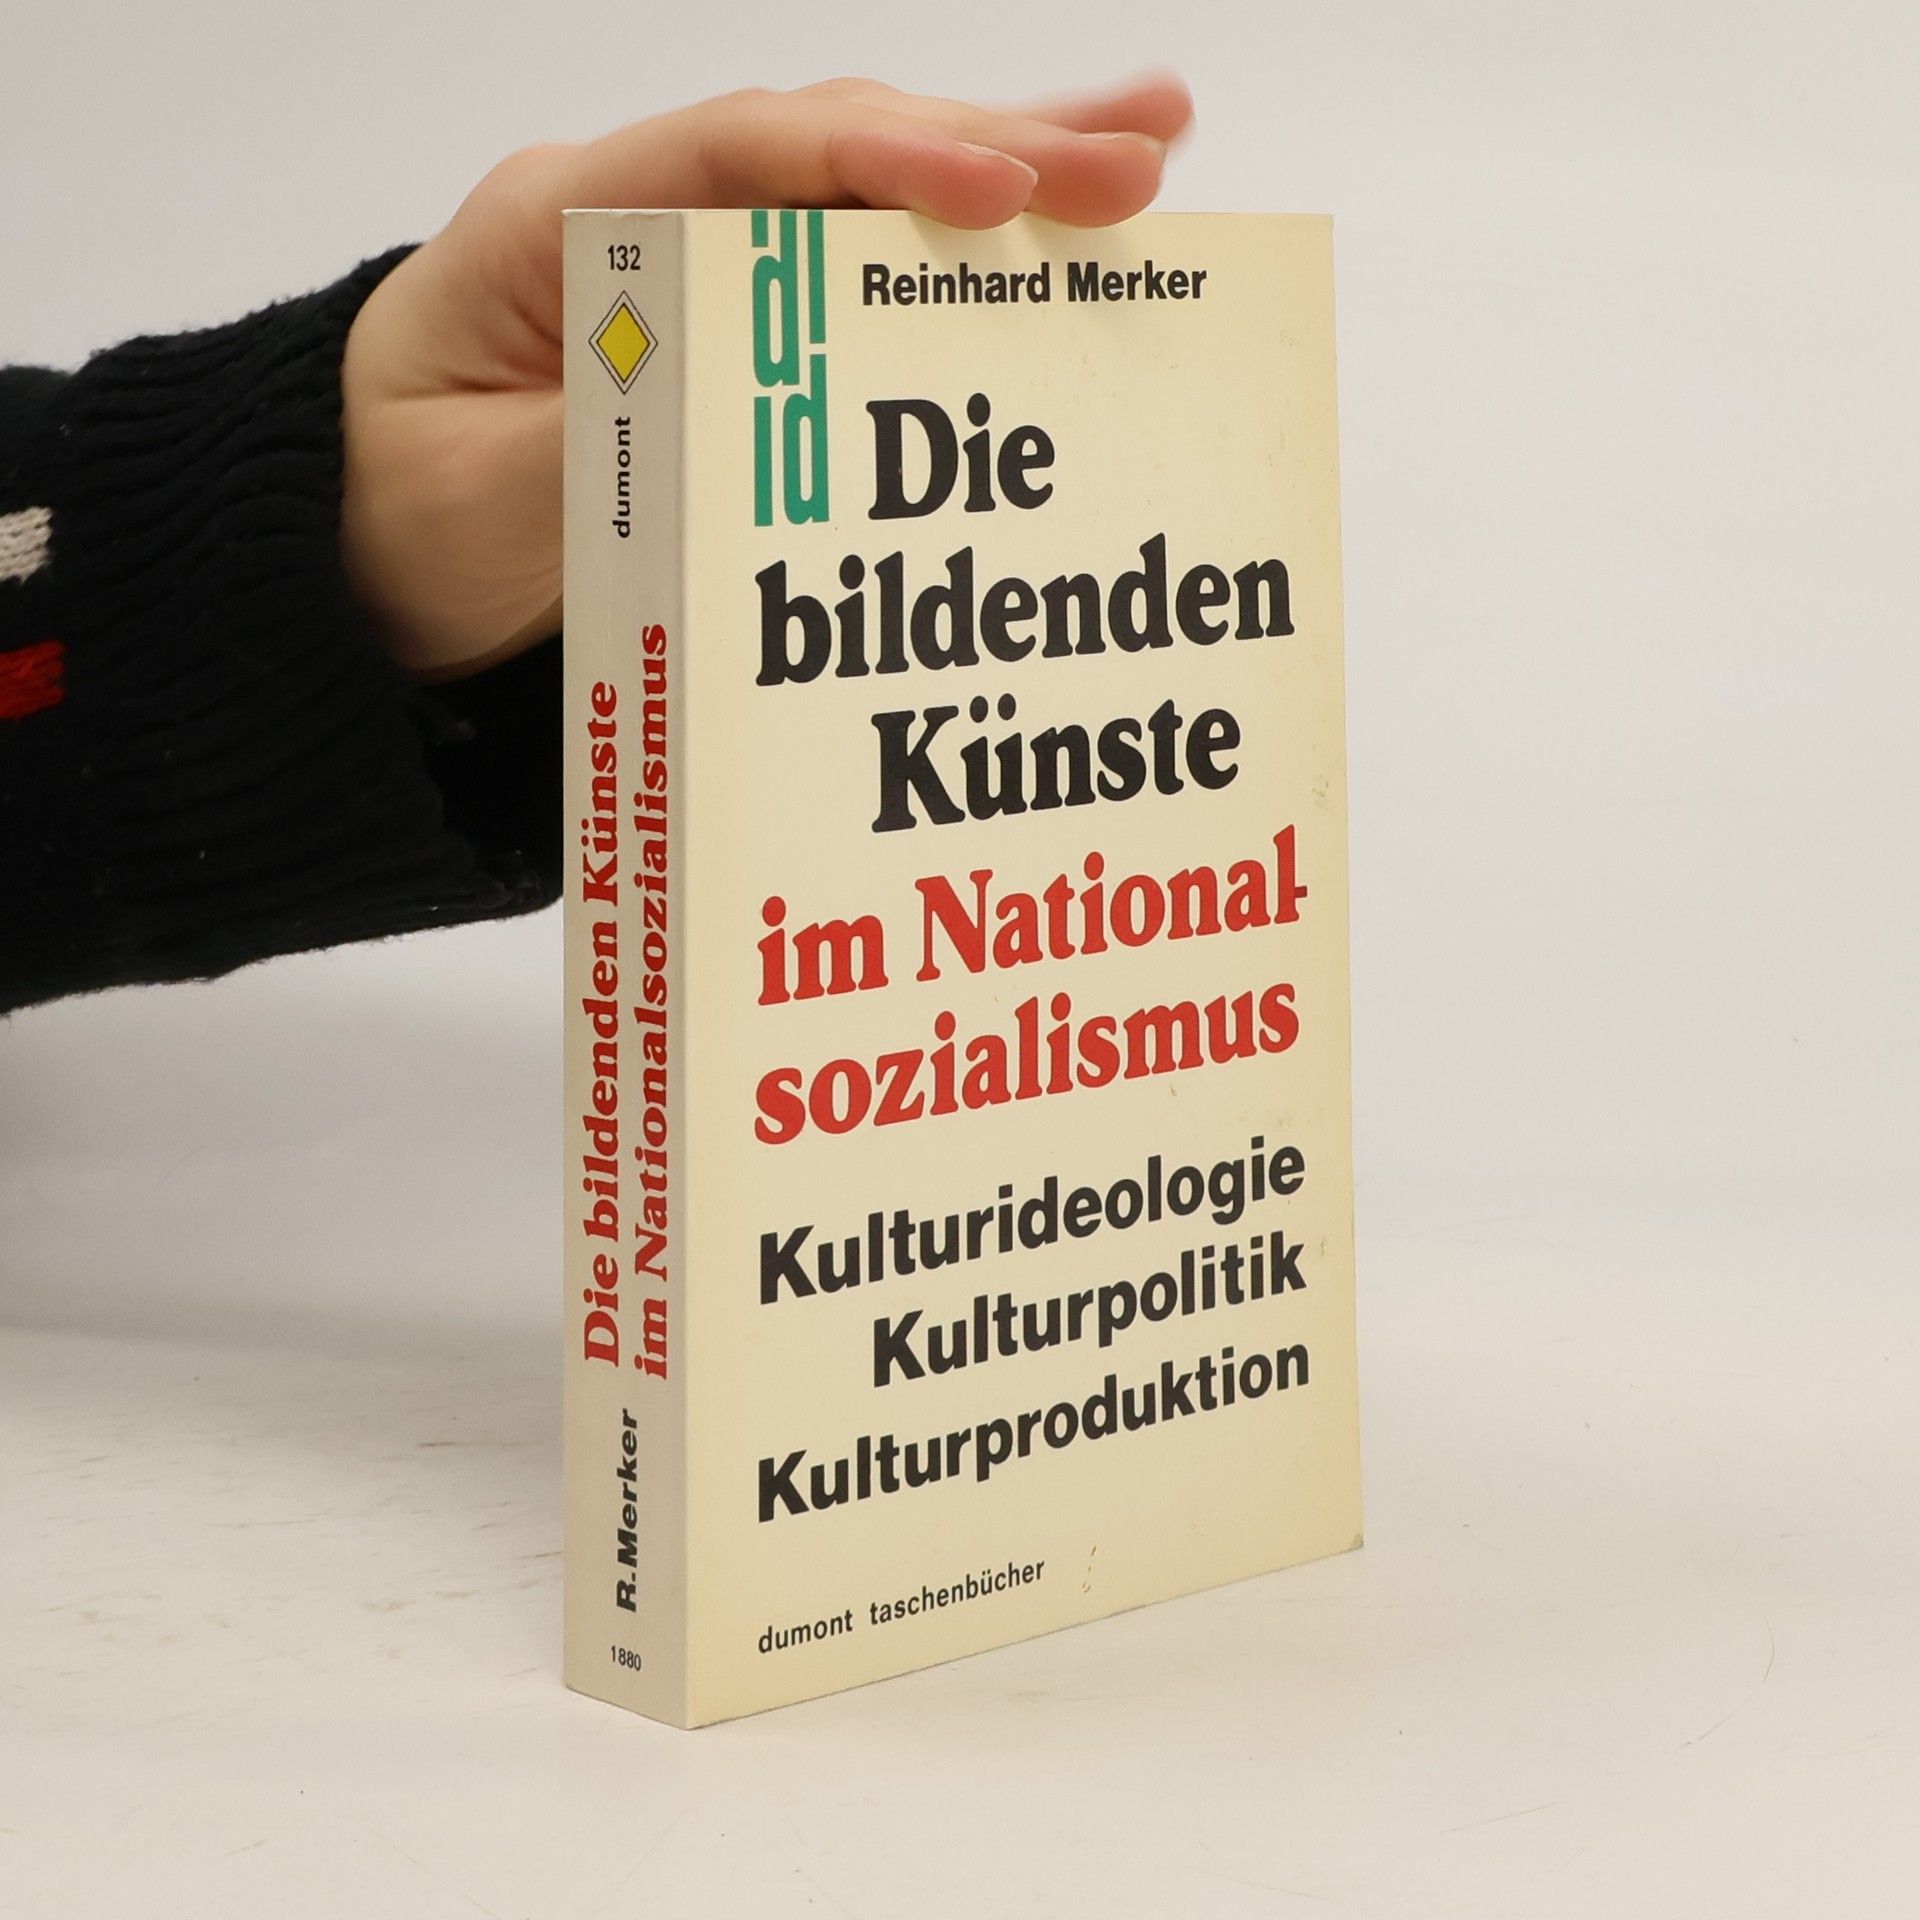 132
dumont
Die bildenden Künste
im Nationalsozialismus
R. Merker
1880
Reinhard Merker
Die
bildenden
Künste
im National-
sozialismus
Kulturideologie
Kulturpolitik
Kulturproduktion
dumont taschenbücher